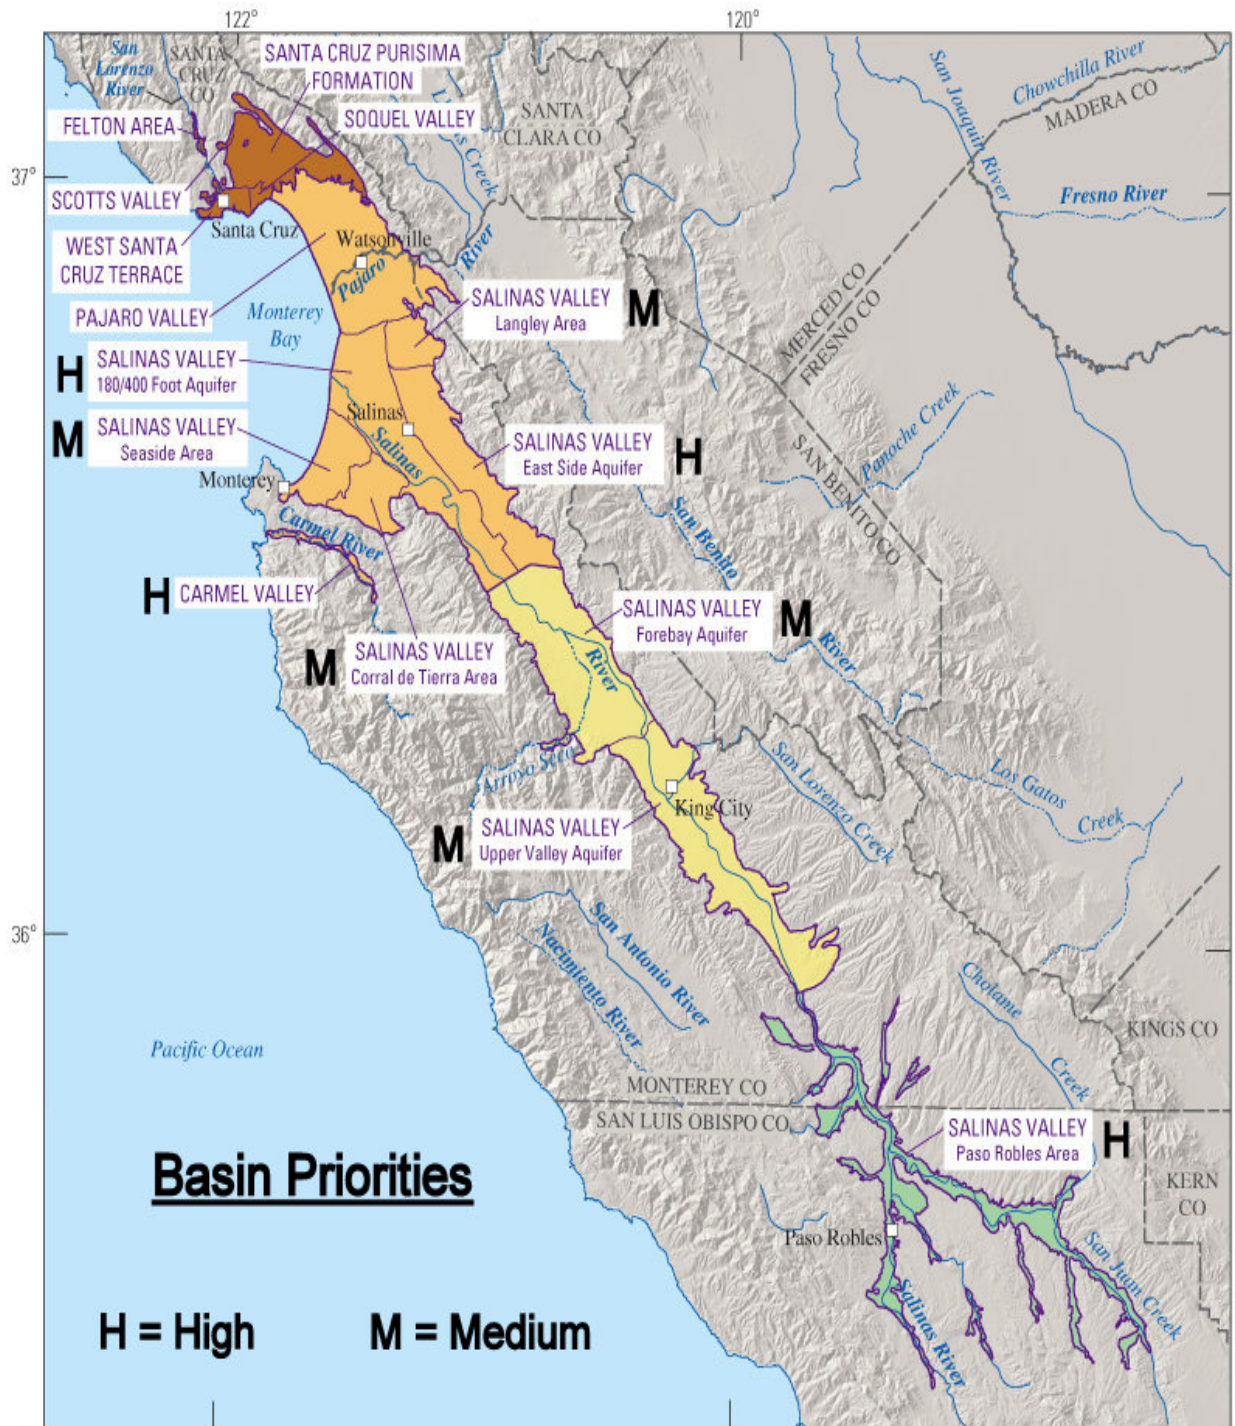 122°
120°
San
Lorenzo
River
SANTA
CRUZ
CO
SANTA CRUZ PURISIMA
FORMATION
SOQUEL VALLEY
FELTON AREA
Creek
SANTA
CLARA CO
San Joaquin River
Chowchilla River
MADERA CO
37°
SCOTTS VALLEY
Fresno River
WEST SANTA
CRUZ TERRACE
Santa Cruz
Watsonville
Pajaro
River
PAJARO VALLEY
Monterey
Bay
SALINAS VALLEY
Langley Area
M
MERCED CO
FRESNO CO
H
SALINAS VALLEY
180/400 Foot Aquifer
M
SALINAS VALLEY
Seaside Area
Salinas
Salinas
SALINAS VALLEY
East Side Aquifer
H
Panoche Creek
SAN BENITO CO
Monterey
Carmel River
San Benito
River
H
CARMEL VALLEY
SALINAS VALLEY
Forebay Aquifer
M
M
SALINAS VALLEY
Corral de Tierra Area
River
Arroyo Seco
San Lorenzo Creek
Los Gatos
Creek
King City
M
SALINAS VALLEY
Upper Valley Aquifer
36°
San Antonio River
Nacimiento River
Cholame
Creek
KINGS CO
Pacific Ocean
MONTEREY CO
SAN LUIS OBISPO CO
SALINAS VALLEY
Paso Robles Area
H
KERN
CO
Basin Priorities
Paso Robles
San Juan Creek
Salinas River
H = High
M = Medium